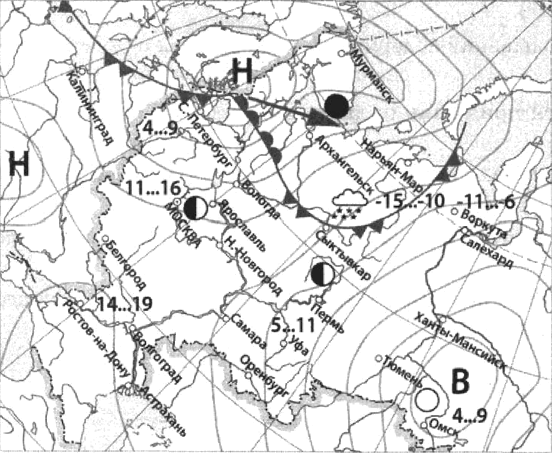 Н
Мурманск
Калининград
С.-Петербург
4...9
Архангельск
Нарьян-Мар
Н
11...16
Вологда
-15...-10
-11...-6
Воркута
МОСКВА
Ярославль
Салехард
Сыктывкар
Белгород
Н. Новгород
14...19
Пермь
Ростов-на-Дону
Волгоград
Самара
5...11
Уфа
Ханты-Мансийск
Оренбург
Тюмень
В
Астрахань
4...9
Омск